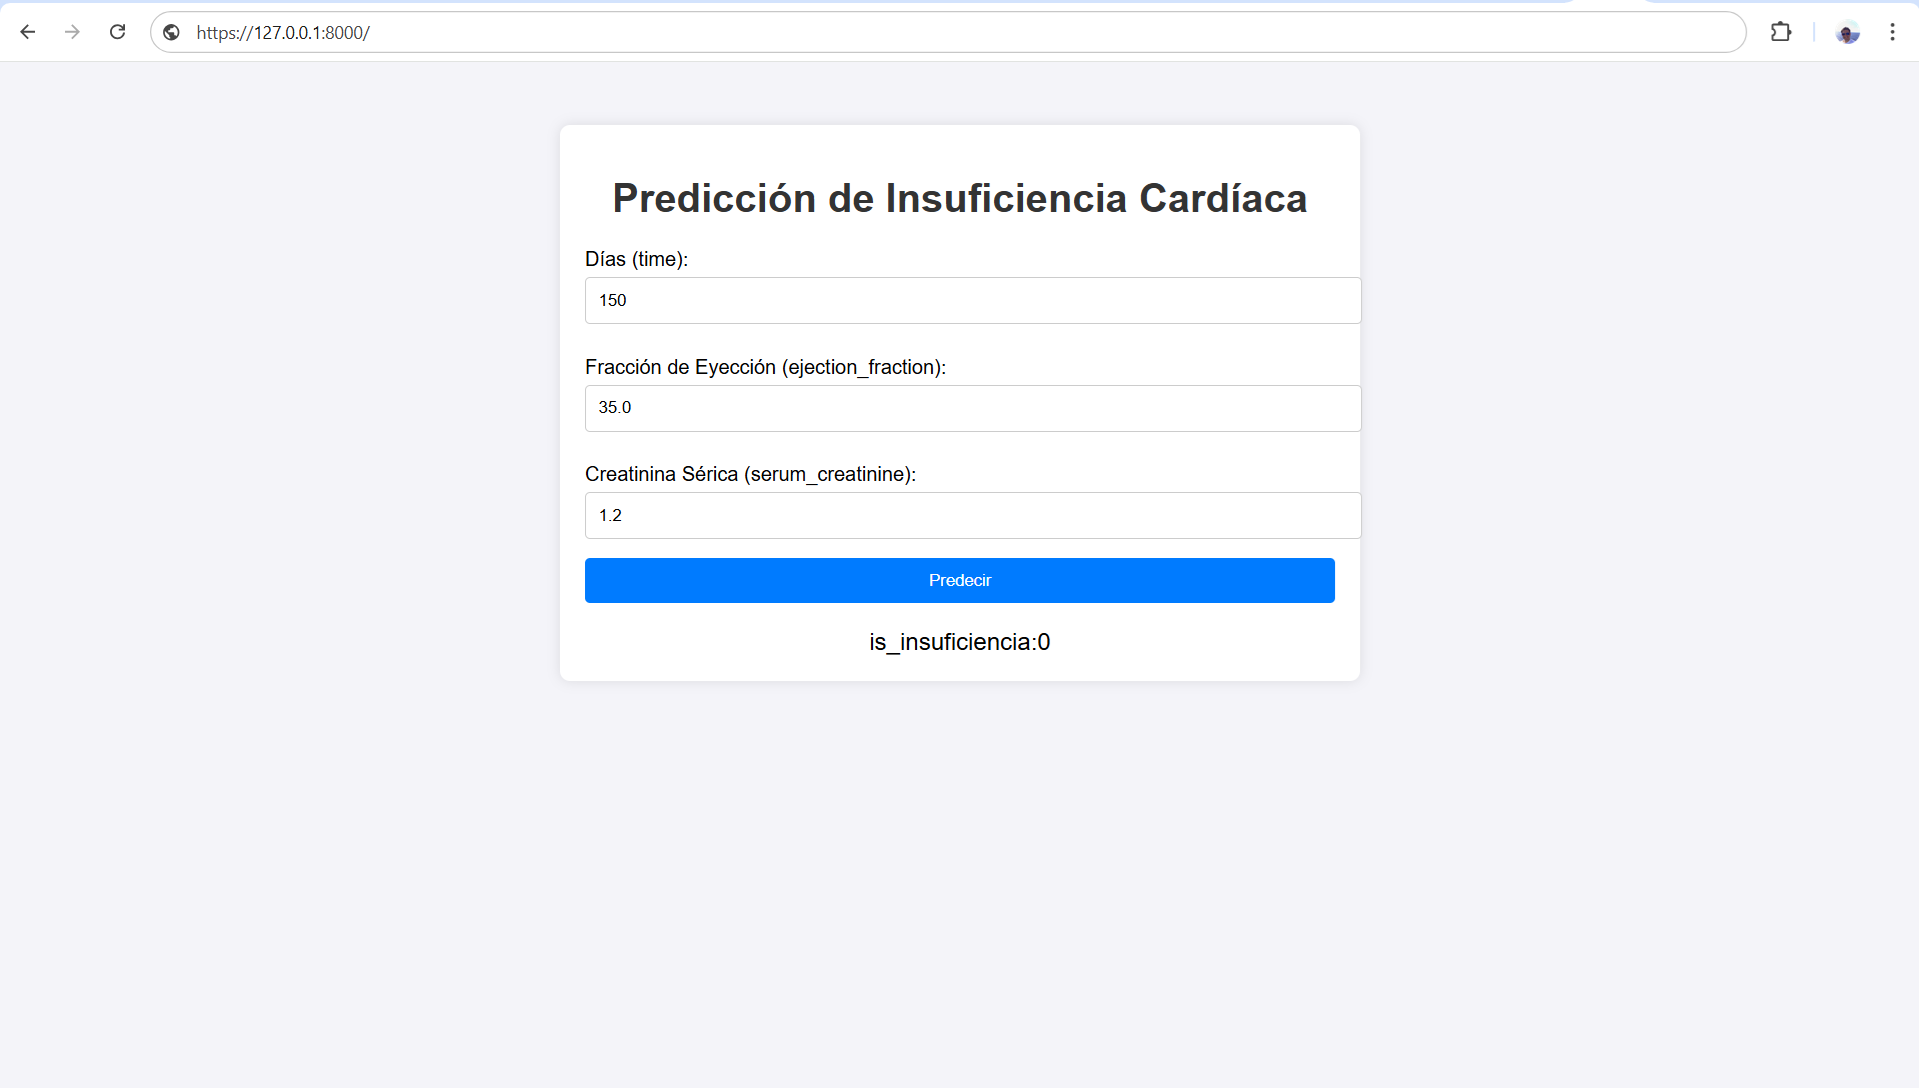 https://127.0.0.1:8000/
Predicción de Insuficiencia Cardíaca
Días (time):
150
Fracción de Eyección (ejection_fraction):
35.0
Creatinina Sérica (serum_creatinine):
1.2
Predecir
is_insuficiencia:0